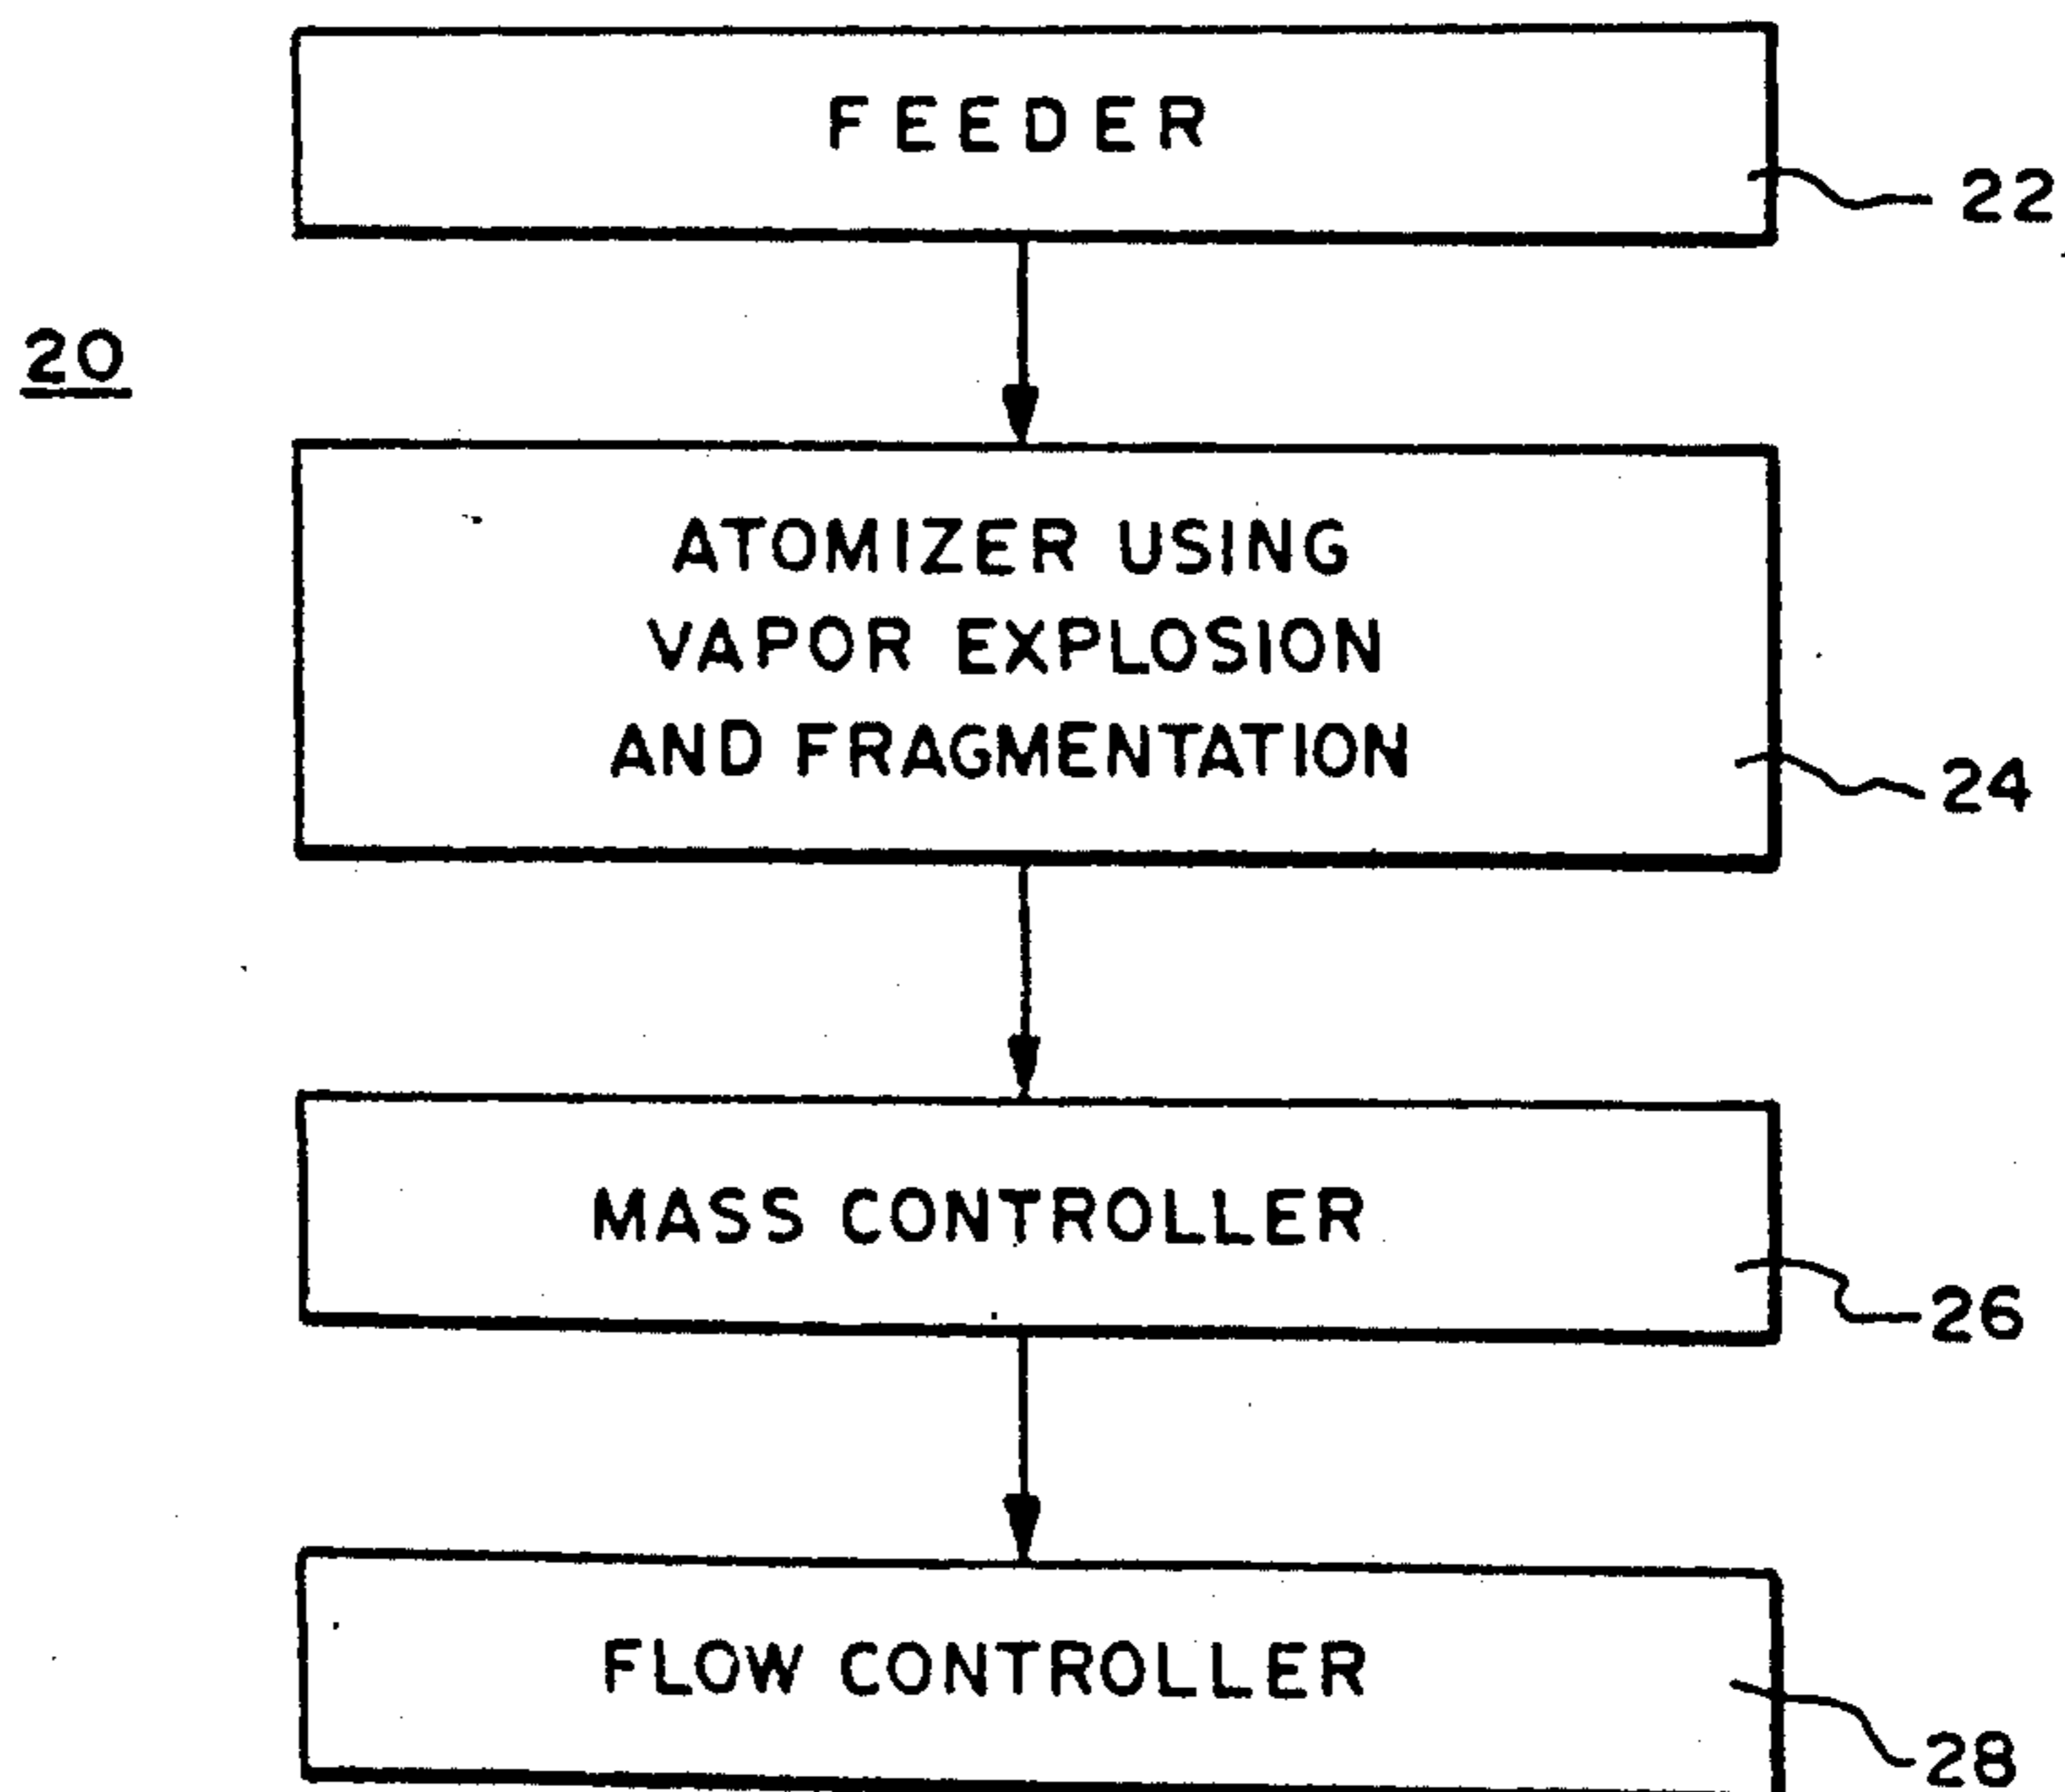 FEEDER
22
20
ATOMIZER USING
VAPOR EXPLOSION
AND FRAGMENTATION
24
MASS CONTROLLER
26
FLOW CONTROLLER
28